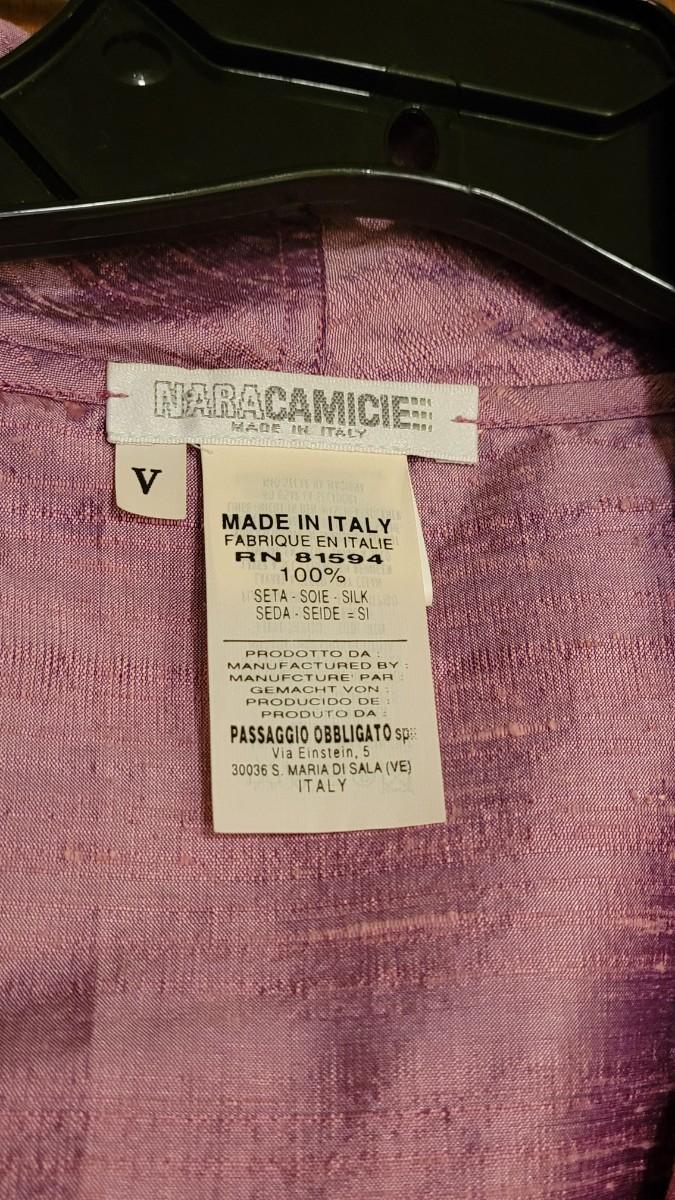 NARACAMICIE
MADE IN ITALY
V
MADE IN ITALY
FABRIQUE EN ITALIE
RN 81594
100%
SETA - SOIE - SILK
SEDA - SEIDE = SI
PRODOTTO DA :
MANUFACTURED BY :
MANUFCTURE' PAR :
GEMACHT VON :
PRODUCIDO DE :
PRODUTO DA :
PASSAGGIO OBBLIGATO
Via Einstein, 5
30036 S. MARIA DI SALA (VE)
ITALY